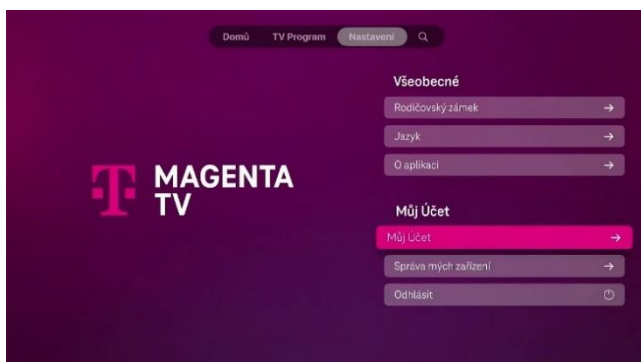 Domů TV Program Nastavení
Všeobecné
Rodičovský zámek
Jazyk
O aplikaci
MAGENTA
TV
Můj Účet
Můj Účet
Správa mých zařízení
Odhlásit